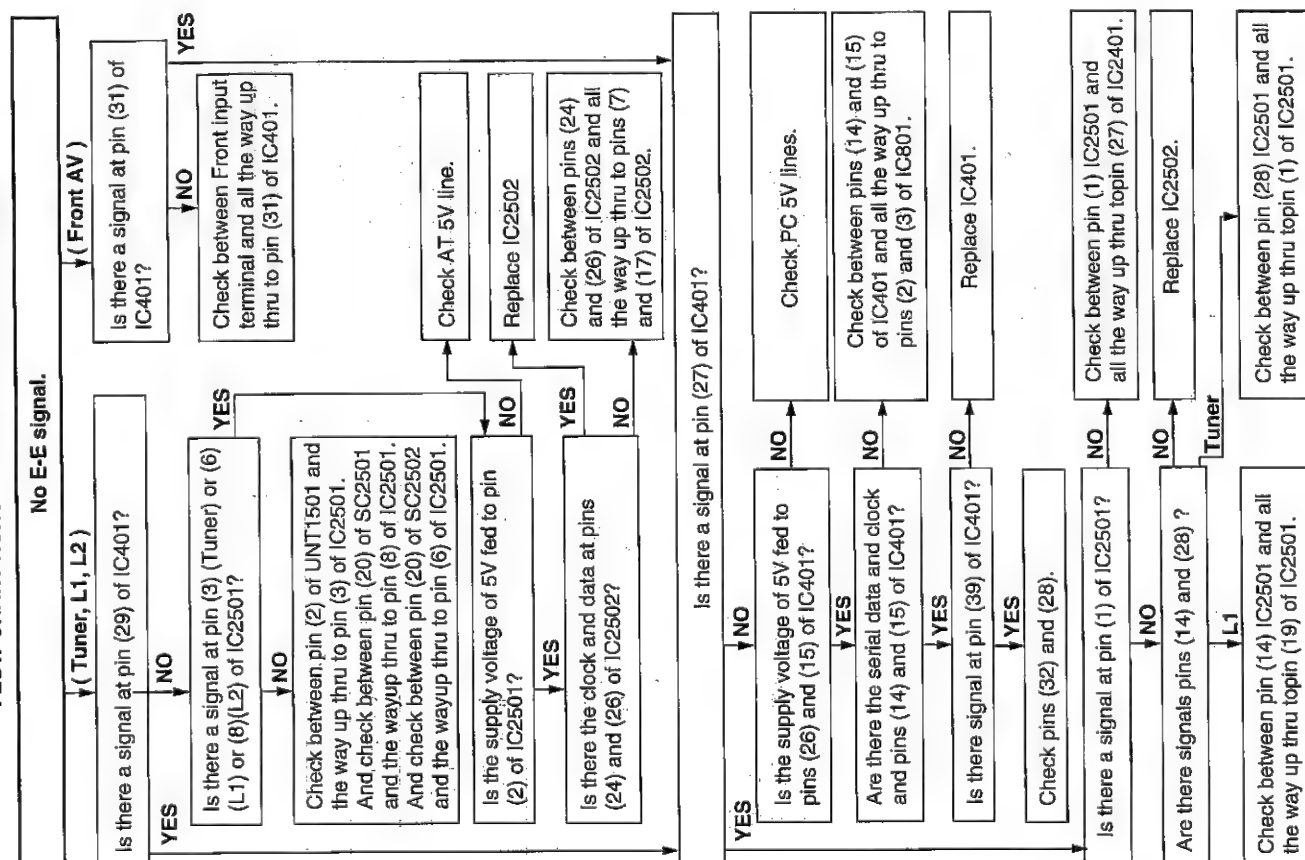 No E-E signal.
( Tuner, L1, L2 )
( Front AV )
Is there a signal at pin (29) of IC401?
YES
NO
Is there a signal at pin (3) (Tuner) or (6)
(L1) or (8)(L2) of IC2501?
YES
NO
Check between pin (2) of UNT1501 and
the way up thru to pin (3) of IC2501.
And check between pin (20) of SC2501
and the wayup thru to pin (8) of IC2501.
And check between pin (20) of SC2502
and the wayup thru to pin (6) of IC2501.
Is the supply voltage of 5V fed to pin
(2) of IC2501?
NO
YES
Is there the clock and data at pins
(24) and (26) of IC2502?
YES
NO
Is there a signal at pin (31) of
IC401?
YES
NO
Check between Front input
terminal and all the way up
thru to pin (31) of IC401.
Check AT 5V line.
Replace IC2502
Check between pins (24)
and (26) of IC2502 and all
the way up thru to pins (7)
and (17) of IC2502.
Is there a signal at pin (27) of IC401?
YES
NO
Is the supply voltage of 5V fed to
pins (26) and (15) of IC401?
NO
Check PC 5V lines.
YES
Are there the serial data and clock
and pins (14) and (15) of IC401?
NO
Check between pins (14) and (15)
of IC401 and all the way up thru to
pins (2) and (3) of IC801.
YES
Is there signal at pin (39) of IC401?
NO
Replace IC401.
YES
Check pins (32) and (28).
Is there a signal at pin (1) of IC2501?
NO
Check between pin (1) IC2501 and
all the way up thru topin (27) of IC2401.
NO
Are there signals pins (14) and (28) ?
NO
Replace IC2502.
Tuner
L1
Check between pin (14) IC2501 and all
the way up thru topin (19) of IC2501.
Check between pin (28) IC2501 and all
the way up thru topin (1) of IC2501.